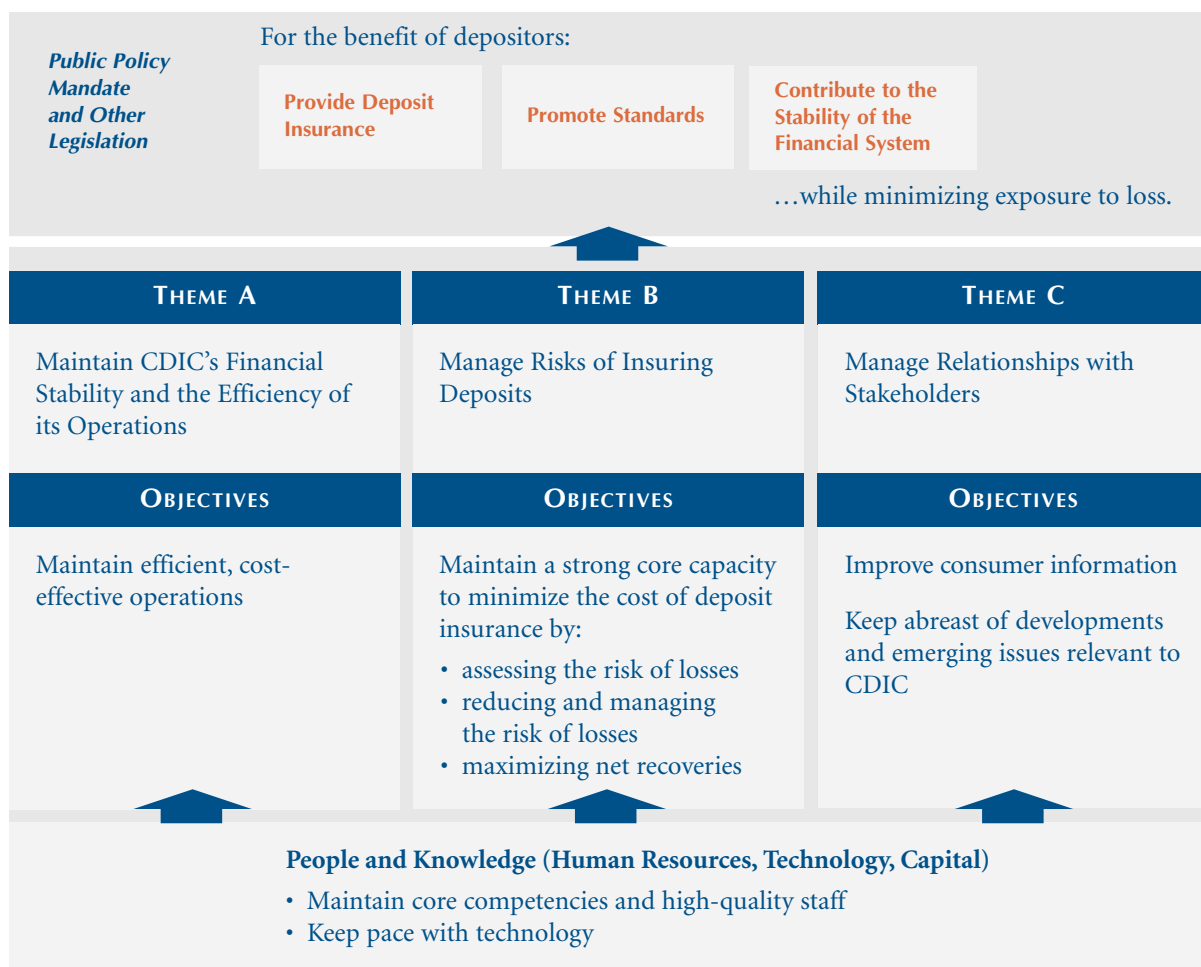 Public Policy
Mandate
and Other
Legislation
For the benefit of depositors:
Provide Deposit
Insurance
Promote Standards
Contribute to the
Stability of the
Financial System
…while minimizing exposure to loss.
THEME A
Maintain CDIC’s Financial
Stability and the Efficiency of
its Operations
OBJECTIVES
Maintain efficient, cost-
effective operations
THEME B
Manage Risks of Insuring
Deposits
OBJECTIVES
Maintain a strong core capacity
to minimize the cost of deposit
insurance by:
• assessing the risk of losses
• reducing and managing
the risk of losses
• maximizing net recoveries
THEME C
Manage Relationships with
Stakeholders
OBJECTIVES
Improve consumer information
Keep abreast of developments
and emerging issues relevant to
CDIC
People and Knowledge (Human Resources, Technology, Capital)
• Maintain core competencies and high-quality staff
• Keep pace with technology